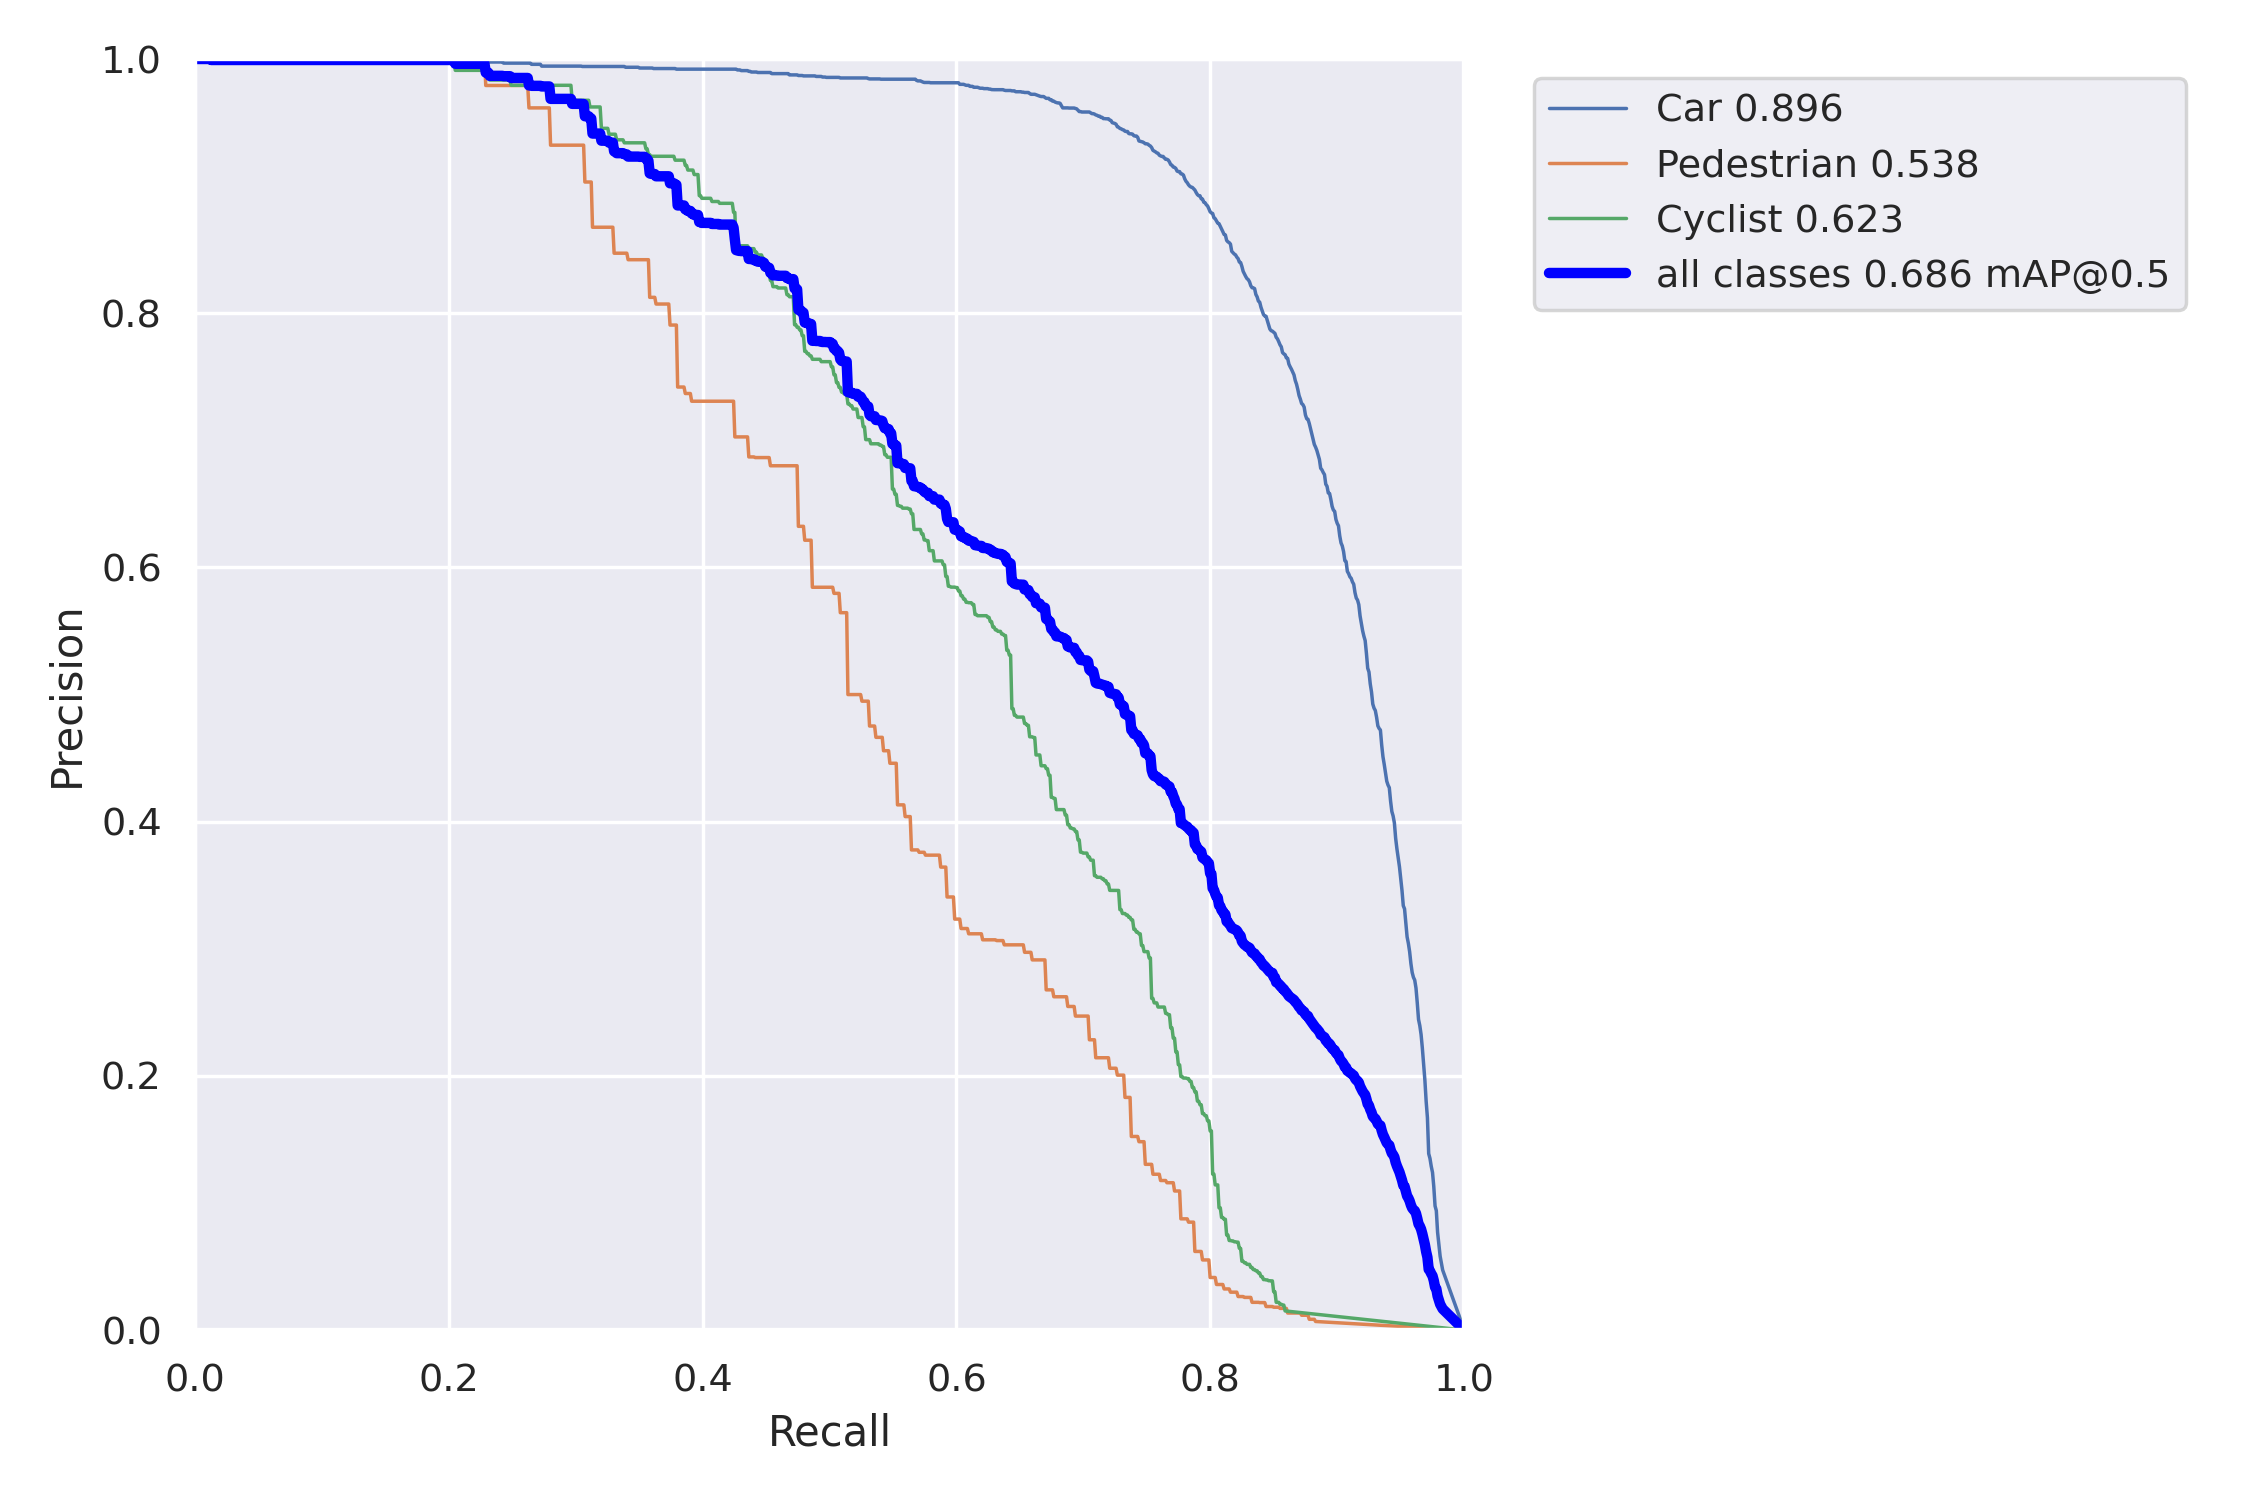 1.0
0.8
0.6
0.4
0.2
0.0
Precision
0.0 0.2 0.4 0.6 0.8 1.0
Recall
Car 0.896
Pedestrian 0.538
Cyclist 0.623
all classes 0.686 mAP@0.5